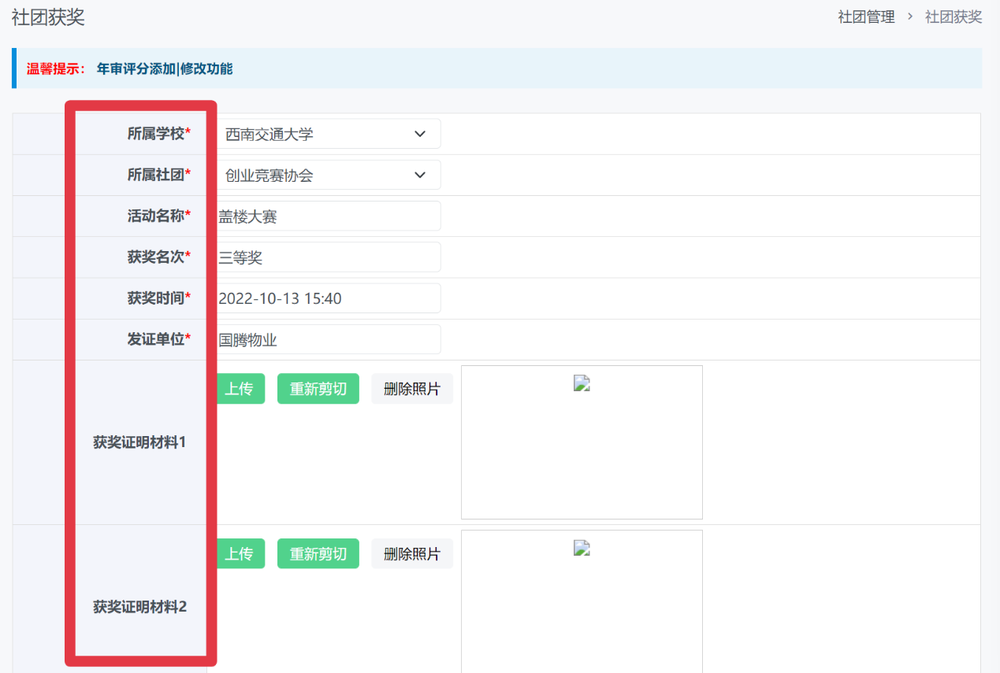 社团获奖
社团管理 > 社团获奖
温馨提示： 年审评分添加|修改功能
所属学校* 西南交通大学
所属社团* 创业竞赛协会
活动名称* 盖楼大赛
获奖名次* 三等奖
获奖时间* 2022-10-13 15:40
发证单位* 国腾物业
上传 重新剪切 删除照片
获奖证明材料1
上传 重新剪切 删除照片
获奖证明材料2